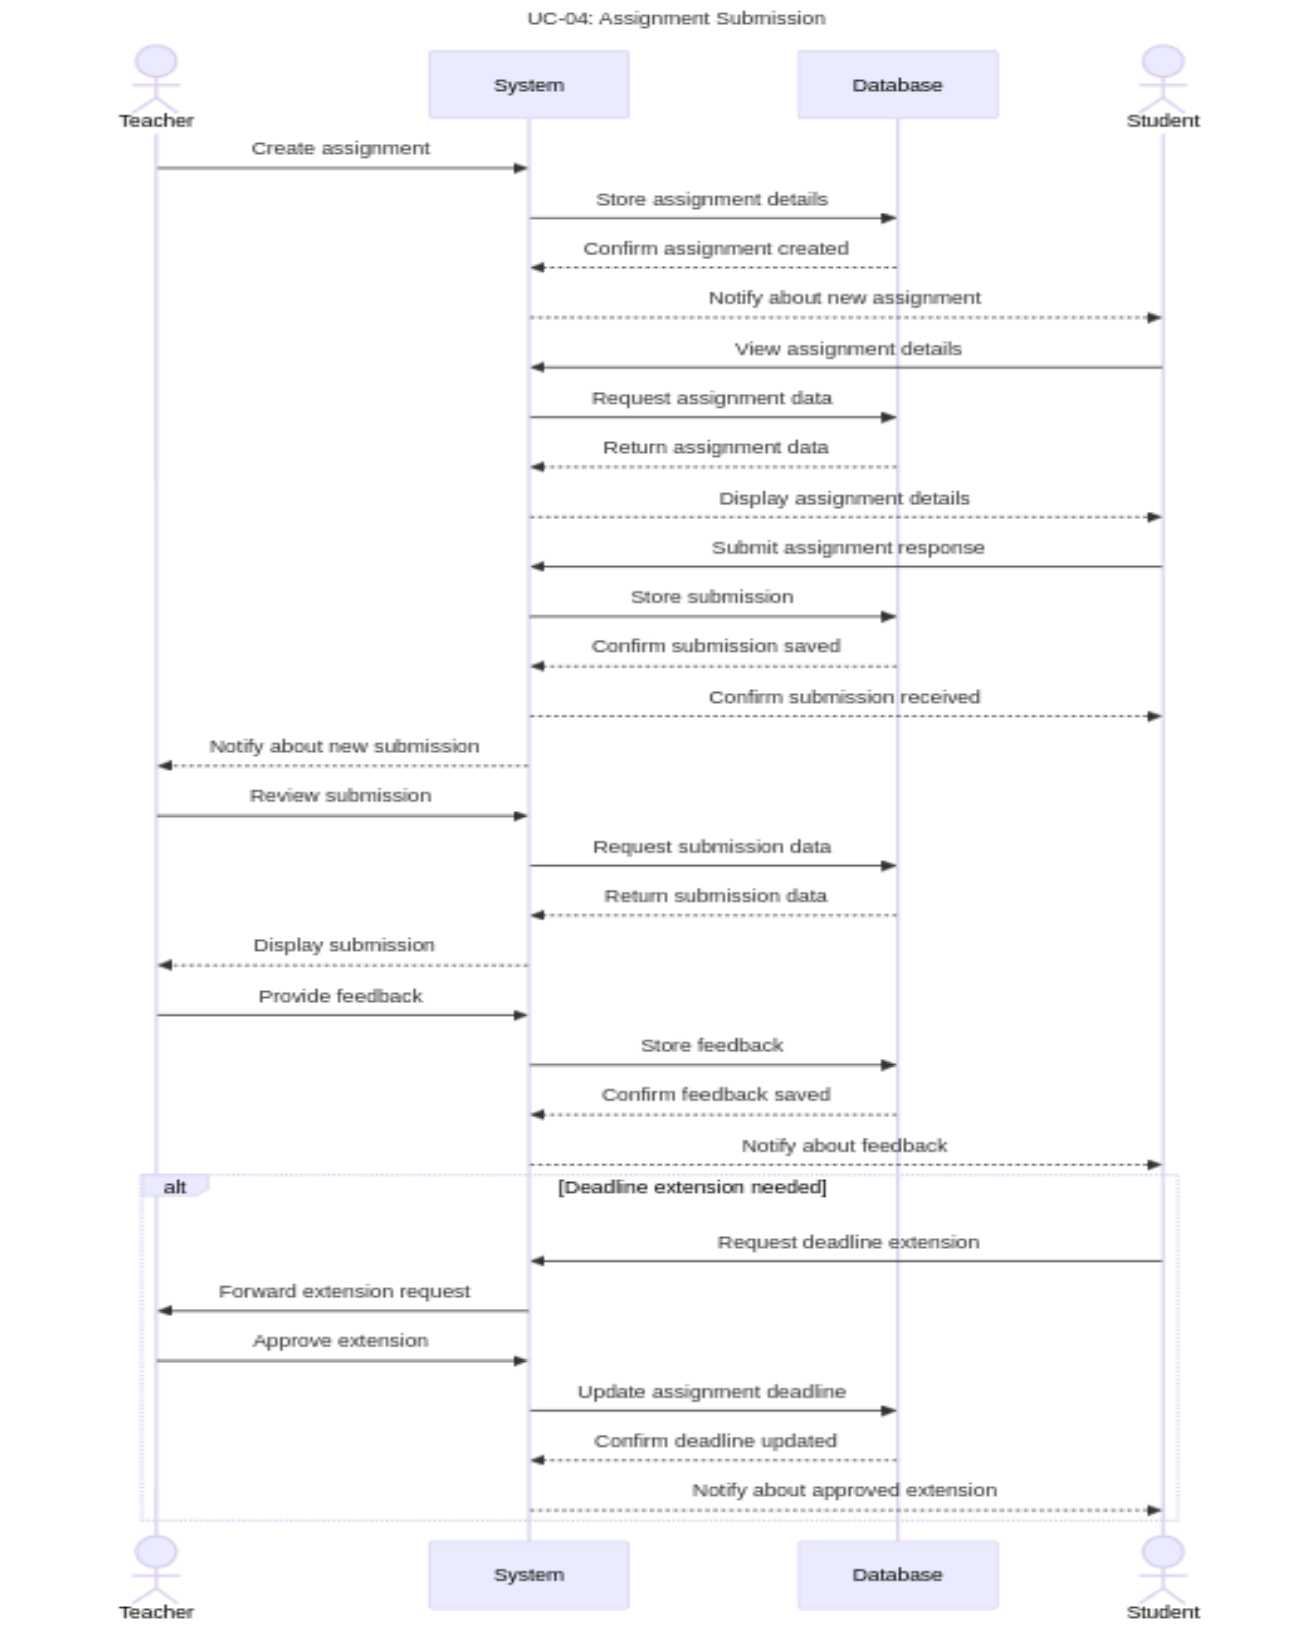 UC-04: Assignment Submission
Teacher
System
Database
Student
Create assignment
Store assignment details
Confirm assignment created
Notify about new assignment
View assignment details
Request assignment data
Return assignment data
Display assignment details
Submit assignment response
Store submission
Confirm submission saved
Confirm submission received
Notify about new submission
Review submission
Request submission data
Return submission data
Display submission
Provide feedback
Store feedback
Confirm feedback saved
Notify about feedback
alt
[Deadline extension needed]
Request deadline extension
Forward extension request
Approve extension
Update assignment deadline
Confirm deadline updated
Notify about approved extension
Teacher
System
Database
Student